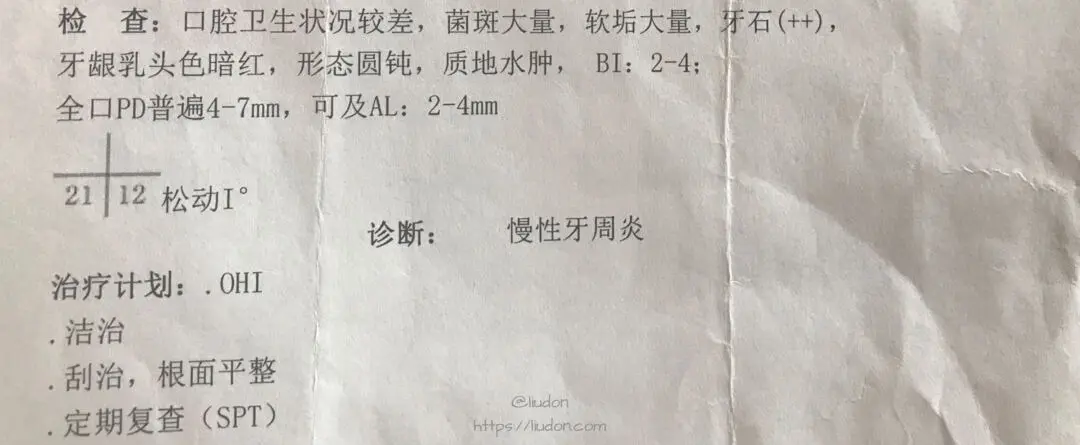 检 查：口腔卫生状况较差，菌斑大量，软垢大量，牙石(++)，
牙龈乳头色暗红，形态圆钝，质地水肿， BI：2-4；
全口PD普遍4-7mm，可及AL：2-4mm
21 12 松动I°
诊断： 慢性牙周炎
治疗计划：.OHI
.洁治
.刮治，根面平整
.定期复查（SPT）
@liudon
https://liudon.com